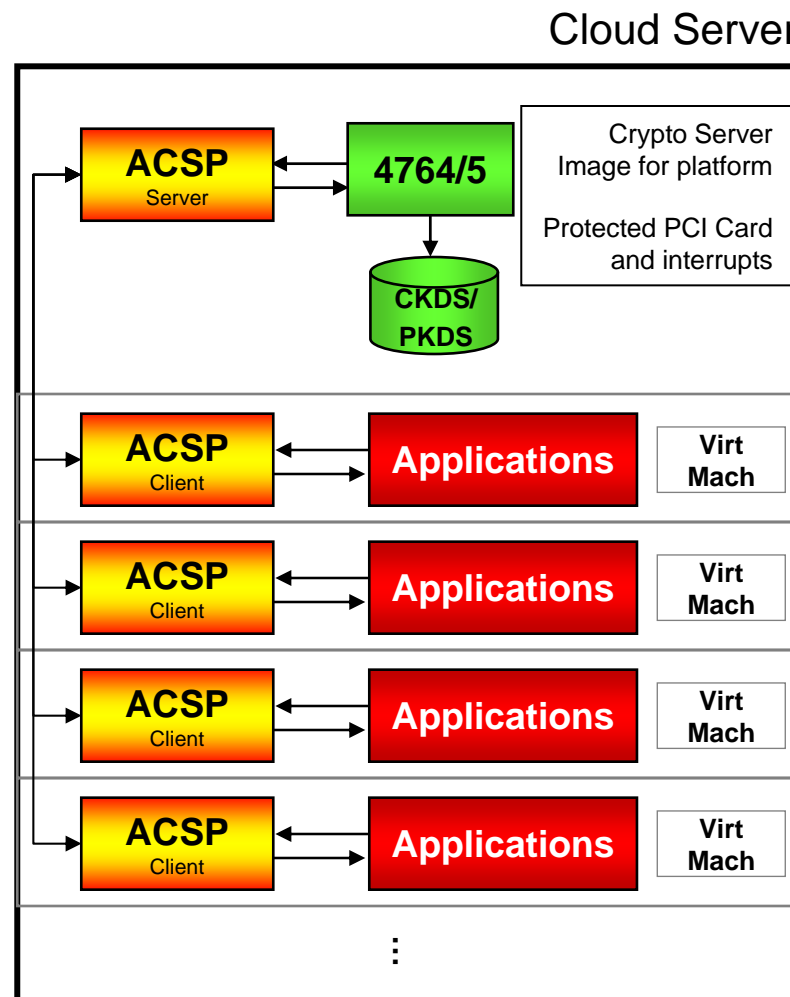 Cloud Server
ACSP
Server
4764/5
Crypto Server
Image for platform
Protected PCI Card
and interrupts
CKDS/
PKDS
ACSP
Client
Applications
Virt
Mach
ACSP
Client
Applications
Virt
Mach
ACSP
Client
Applications
Virt
Mach
ACSP
Client
Applications
Virt
Mach
...